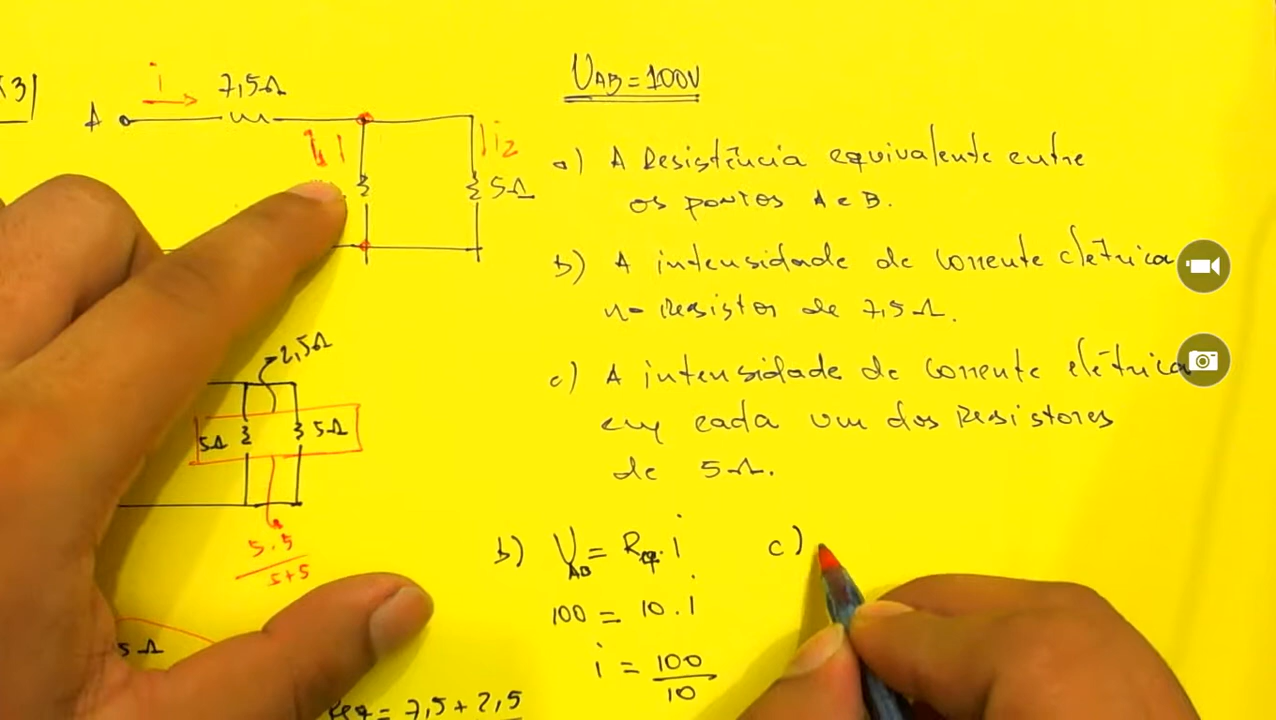 3)
i
7,5Ω
A
i1
i2
5Ω
U AB = 100V
a) A Resistência equivalente entre
os pontos A e B.
b) A intensidade de corrente elétrica
no Resistor de 7,5Ω.
c) A intensidade de corrente elétrica
em cada um dos Resistores
de 5Ω.
2,5Ω
5Ω
5Ω
5.5
5+5
5Ω
Req = 7,5 + 2,5
b) U AB = Req. i
100 = 10. i
i = 100
10
c)